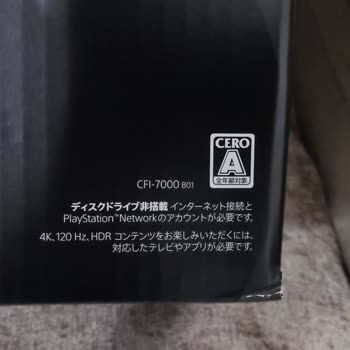 CERO
A
全年齢対象
CFI-7000 B01
ディスクドライブ非搭載 インターネット接続と
PlayStation™Networkのアカウントが必要です。
4K、120 Hz、HDR コンテンツをお楽しみいただくには、
対応したテレビやアプリが必要です。